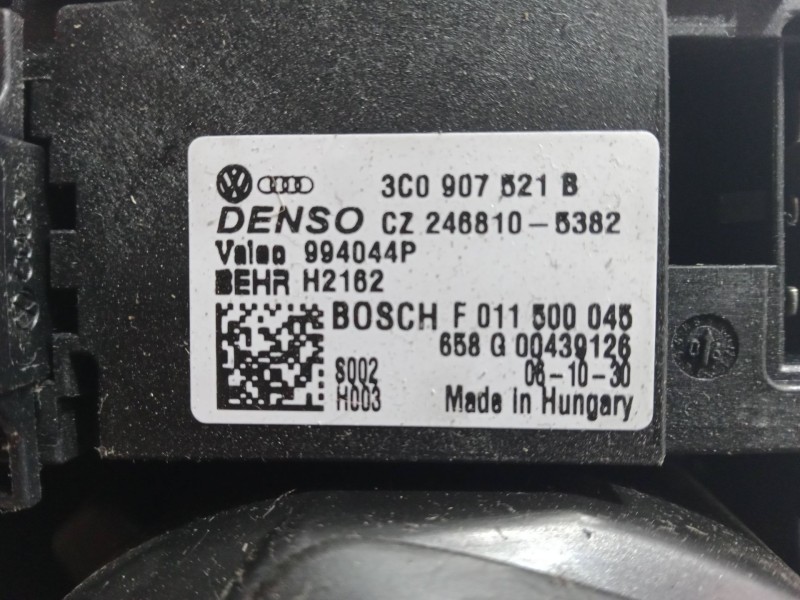 3C0 907 521 B
DENSO CZ 246810-5382
Valeo 994044P
BEHR H2162
BOSCH F 011 500 045
658 G 00439126
S002 06-10-30
H003 Made in Hungary